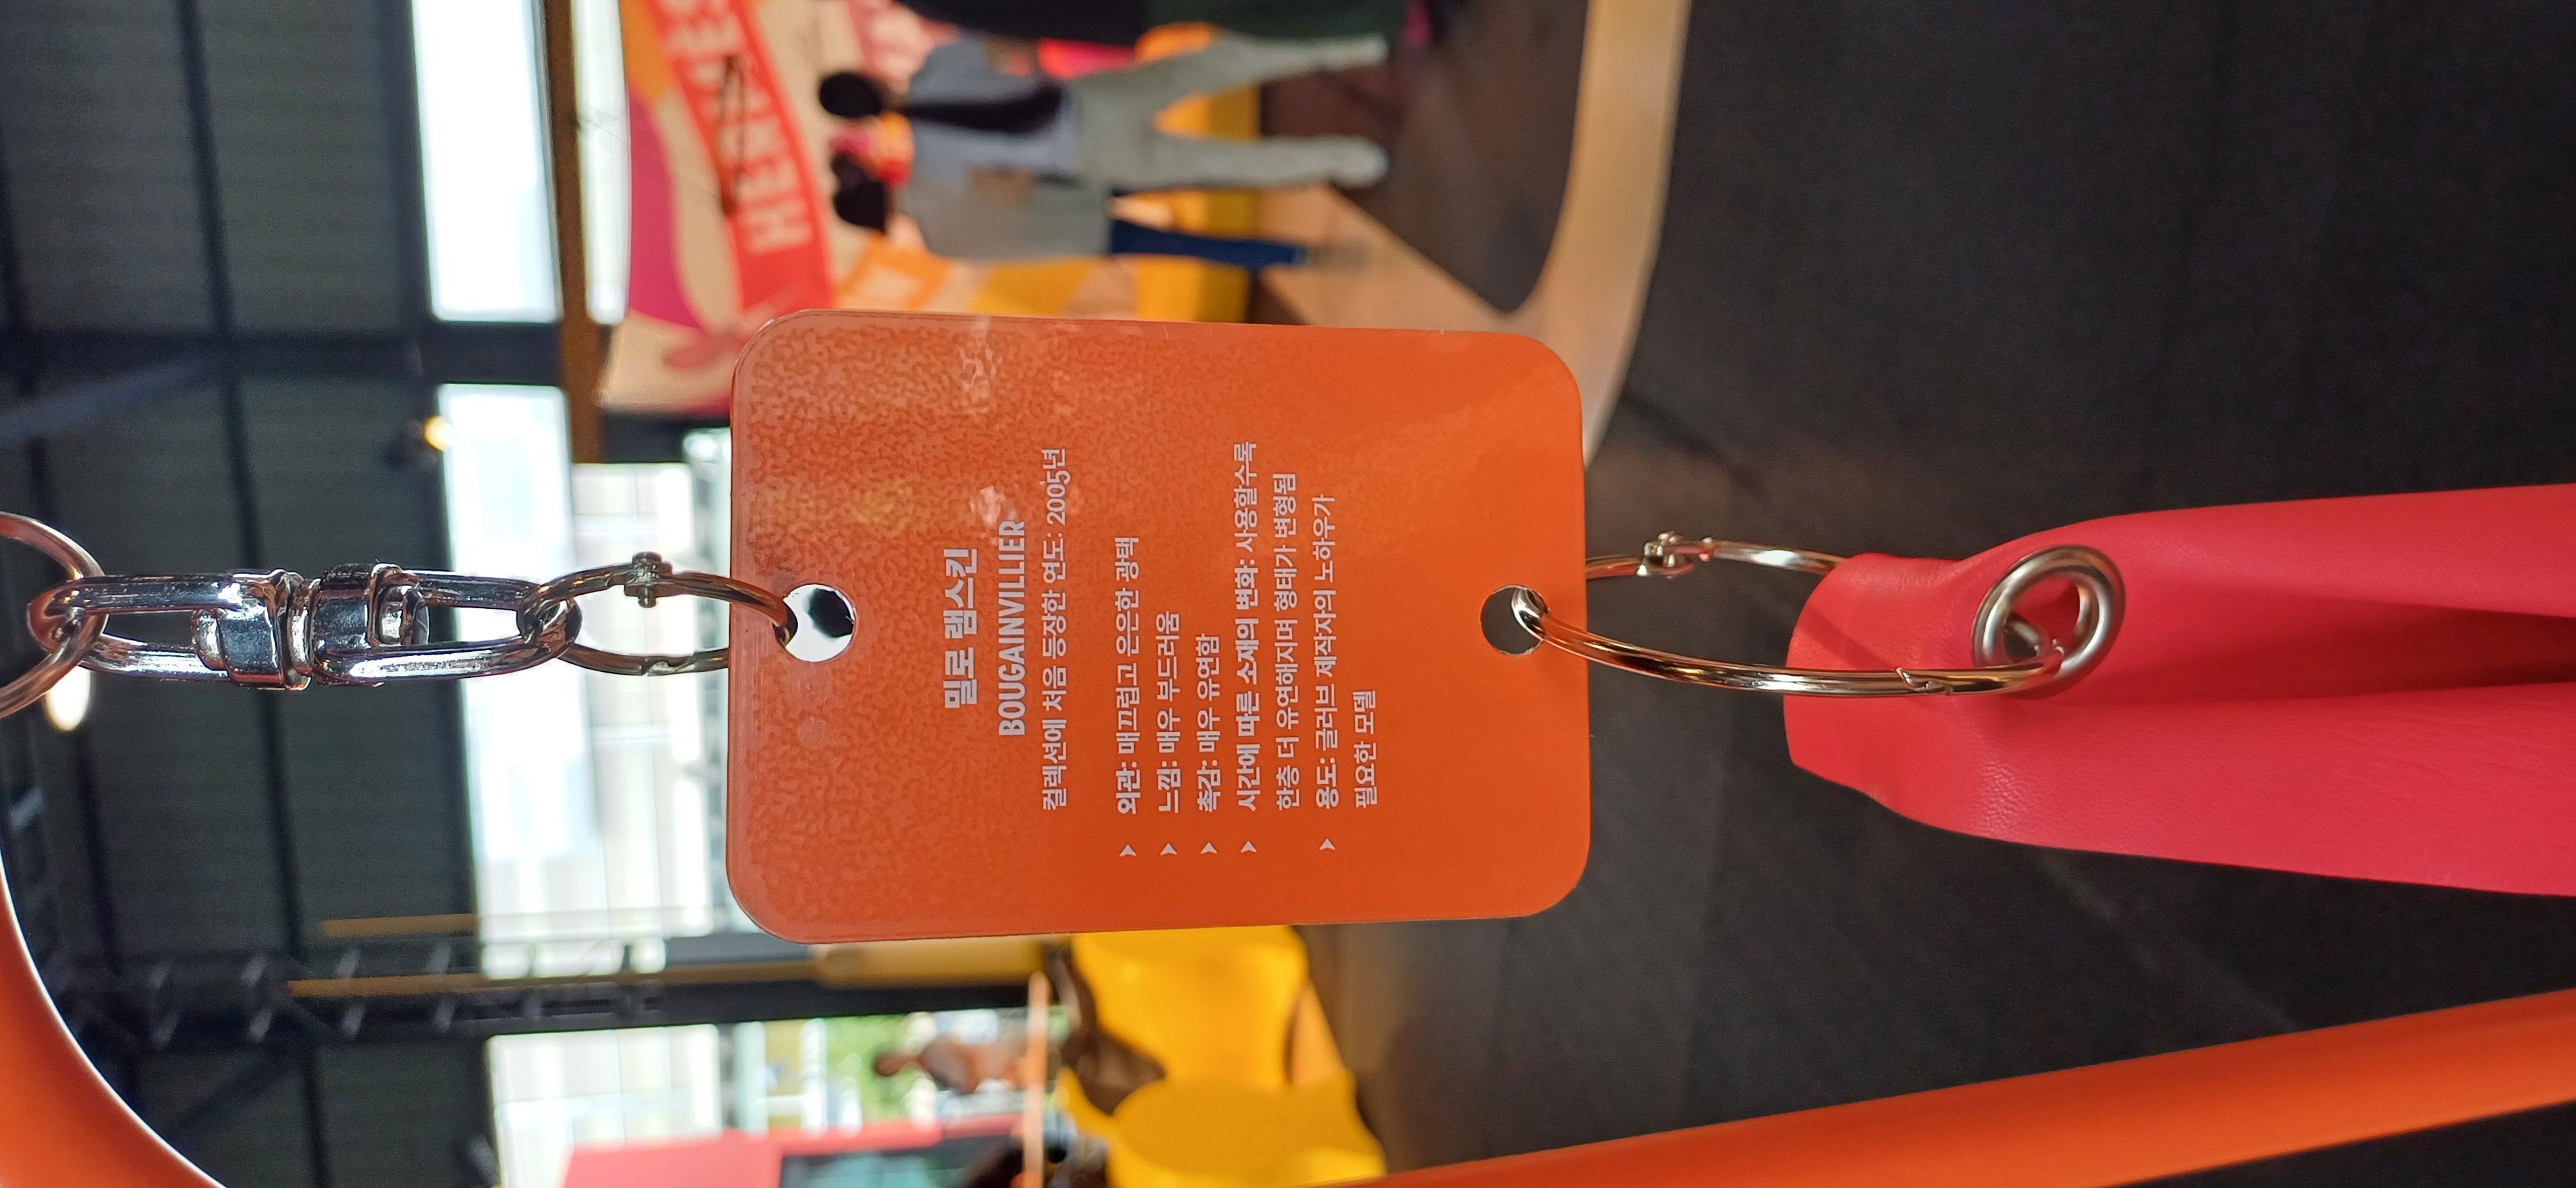 밀로 램스킨
BOUGAINVILLIER
컬렉션에 처음 등장한 연도: 2005년
➤ 외관: 매끄럽고 은은한 광택
➤ 느낌: 매우 부드러움
➤ 촉감: 매우 유연함
➤ 시간에 따른 소재의 변화: 사용할수록
한층 더 유연해지며 형태가 변형됨
➤ 용도: 글러브 제작자의 노하우가
필요한 모델
HERMÈS